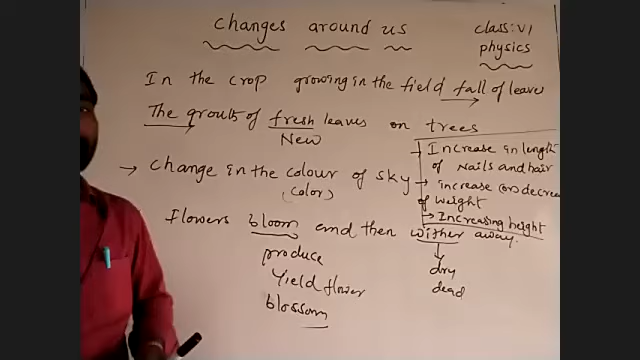 changes around us
class: VI
physics
In the crop growing in the field fall of leave
The growth of fresh leaves on trees
New
→ change in the colour of sky
(color)
→ Increase in length
of Nails and hair
→ increase (or) decrea
of weight
→ Increasing height
Flowers bloom and then wither away.
produce
yield flower
blossom
dry
dead